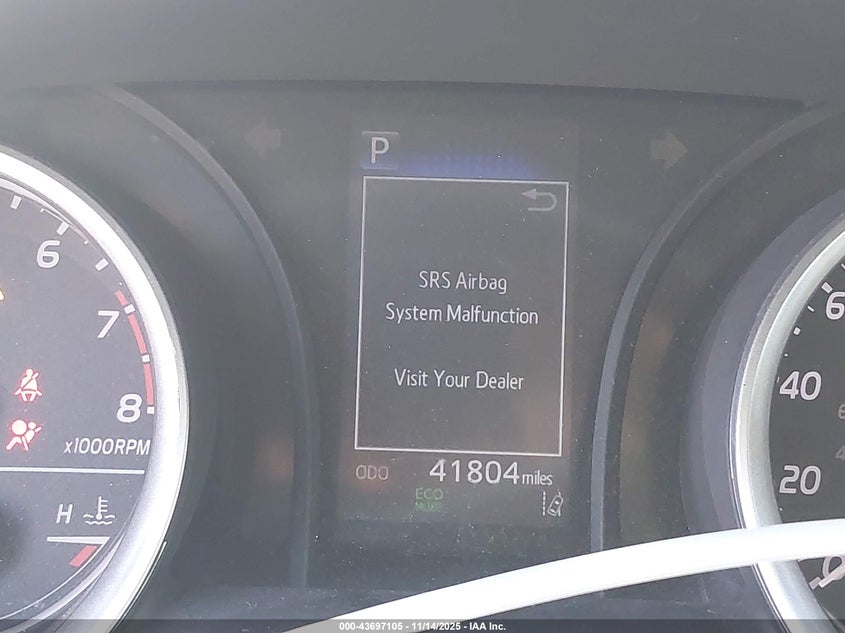 P
SRS Airbag
System Malfunction
Visit Your Dealer
ODO 41804 miles
ECO
MODE
6
7
8
x1000RPM
H
40
20
000-43697105 - 11/14/2025 - IAA Inc.